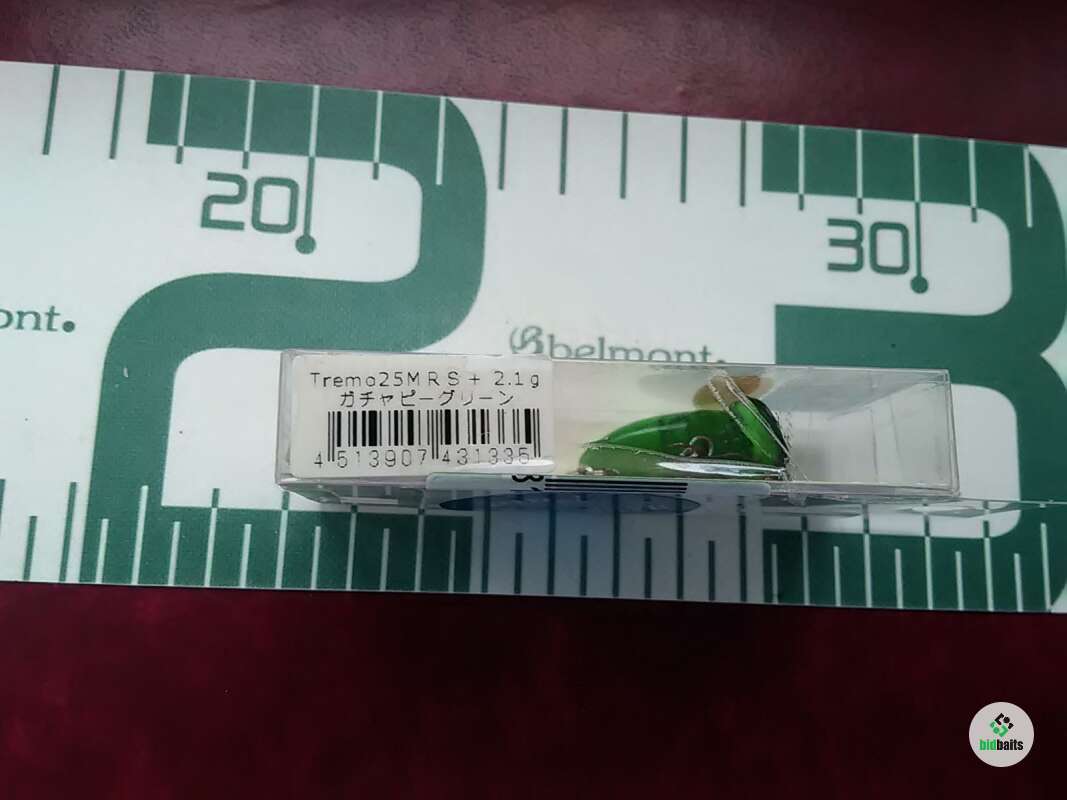 20
30
ont.
belmont.
Tremo25MRS+ 2.1g
ガチャピーグリーン
4 513907 431335
bidbaits